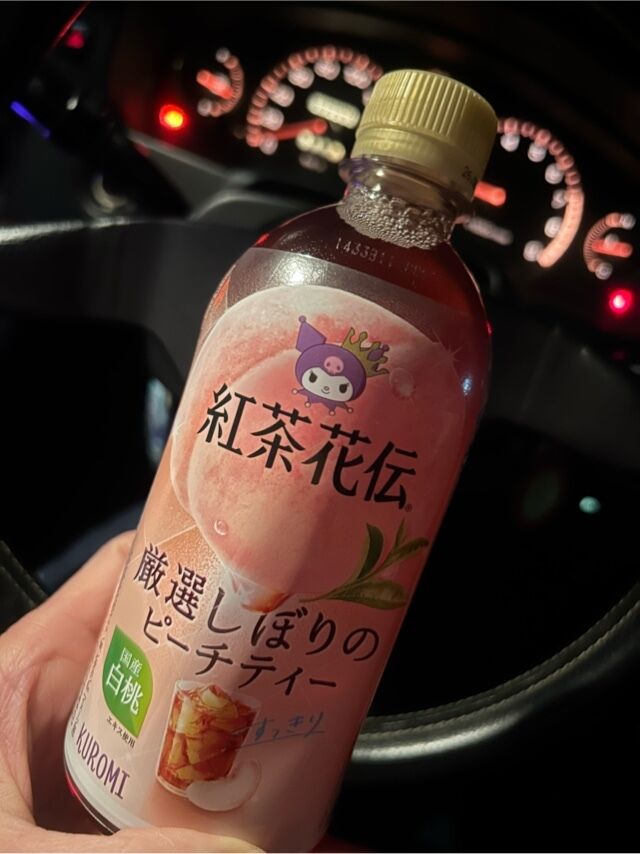 紅茶花伝®
厳選しぼりの
ピーチティー
国産
白桃
エキス使用
すっきり
KUROMI